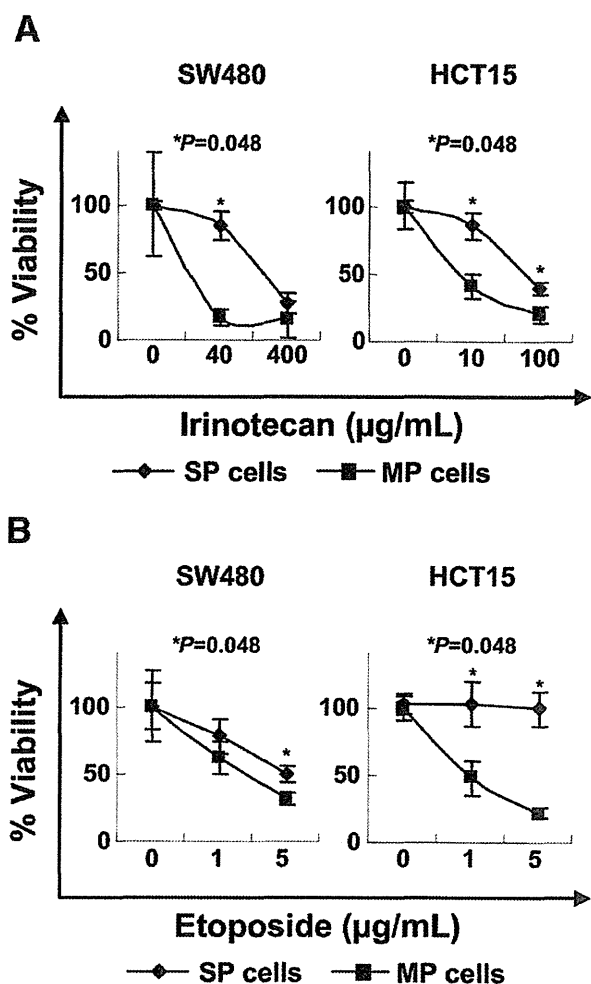 A
SW480 HCT15
*P=0.048 *P=0.048
% Viability
100 100
* * *
50 50
0 0
0 40 400 0 10 100
Irinotecan (µg/mL)
SP cells MP cells
B
SW480 HCT15
*P=0.048 *P=0.048
% Viability
100 100
* * *
50 50
0 0
0 1 5 0 1 5
Etoposide (µg/mL)
SP cells MP cells